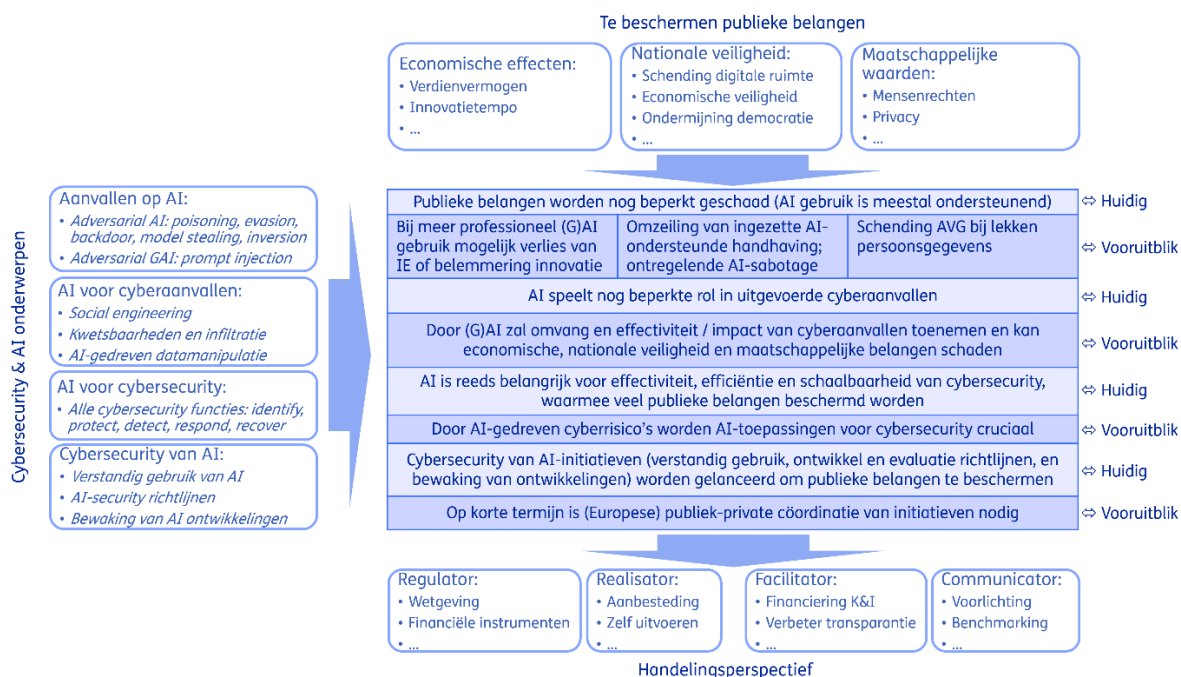 Te beschermen publieke belangen
Economische effecten:
• Verdienvermogen
• Innovatietempo
• ...
Nationale veiligheid:
• Schending digitale ruimte
• Economische veiligheid
• Ondermijning democratie
• ...
Maatschappelijke
waarden:
• Mensenrechten
• Privacy
• ...
Cybersecurity & AI onderwerpen
Aanvallen op AI:
• Adversarial AI: poisoning, evasion,
backdoor, model stealing, inversion
• Adversarial GAI: prompt injection
AI voor cyberaanvallen:
• Social engineering
• Kwetsbaarheden en infiltratie
• AI-gedreven datamanipulatie
AI voor cybersecurity:
• Alle cybersecurity functies: identify,
protect, detect, respond, recover
Cybersecurity van AI:
• Verstandig gebruik van AI
• AI-security richtlijnen
• Bewaking van AI ontwikkelingen
Publieke belangen worden nog beperkt geschaad (AI gebruik is meestal ondersteunend)
⇔ Huidig
Bij meer professioneel (G)AI
gebruik mogelijk verlies van
IE of belemmering innovatie
Omzeiling van ingezette AI-
ondersteunde handhaving;
ontregelende AI-sabotage
Schending AVG bij lekken
persoonsgegevens
⇔ Vooruitblik
AI speelt nog beperkte rol in uitgevoerde cyberaanvallen
⇔ Huidig
Door (G)AI zal omvang en effectiviteit / impact van cyberaanvallen toenemen en kan
economische, nationale veiligheid en maatschappelijke belangen schaden
⇔ Vooruitblik
AI is reeds belangrijk voor effectiviteit, efficiëntie en schaalbaarheid van cybersecurity,
waarmee veel publieke belangen beschermd worden
⇔ Huidig
Door AI-gedreven cyberrisico's worden AI-toepassingen voor cybersecurity cruciaal
⇔ Vooruitblik
Cybersecurity van AI-initiatieven (verstandig gebruik, ontwikkel en evaluatie richtlijnen, en
bewaking van ontwikkelingen) worden gelanceerd om publieke belangen te beschermen
⇔ Huidig
Op korte termijn is (Europese) publiek-private cöordinatie van initiatieven nodig
⇔ Vooruitblik
Regulator:
• Wetgeving
• Financiële instrumenten
• ...
Realisator:
• Aanbesteding
• Zelf uitvoeren
• ...
Facilitator:
• Financiering K&I
• Verbeter transparantie
• ...
Communicator:
• Voorlichting
• Benchmarking
• ...
Handelingsperspectief